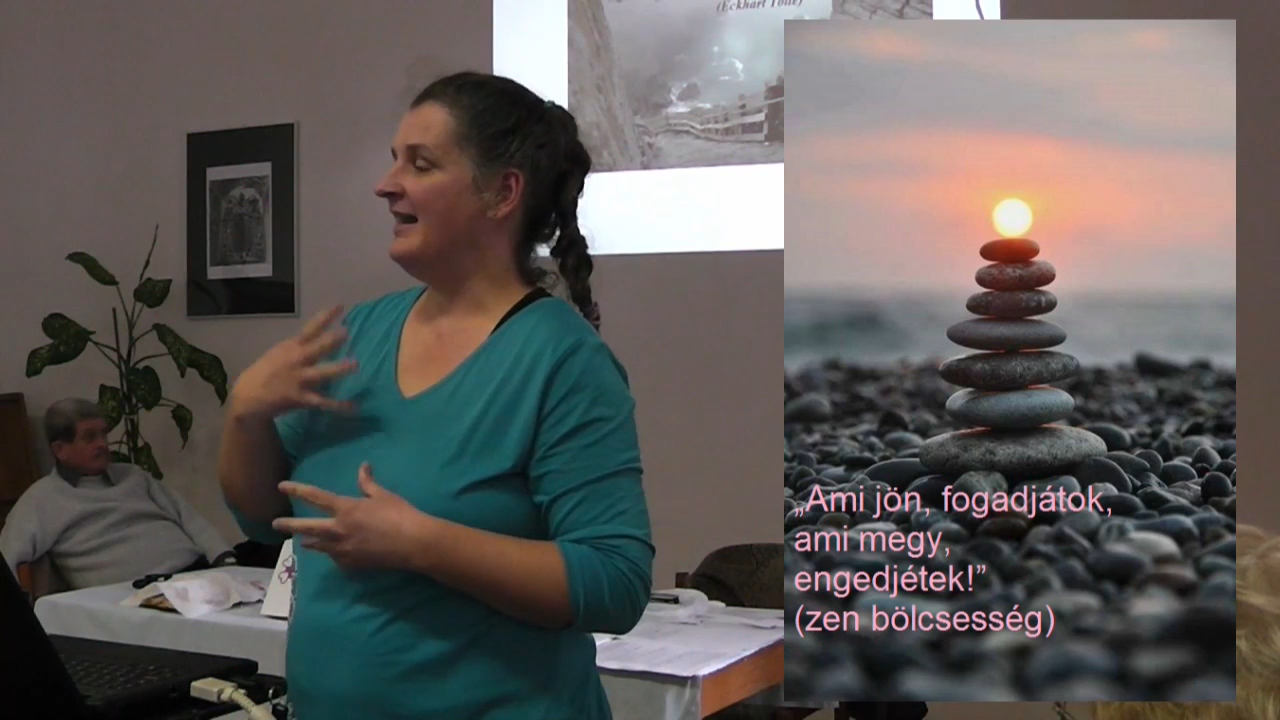 (Eckhart Tolle)
„Ami jön, fogadjátok,
ami megy,
engedjétek!”
(zen bölcsesség)